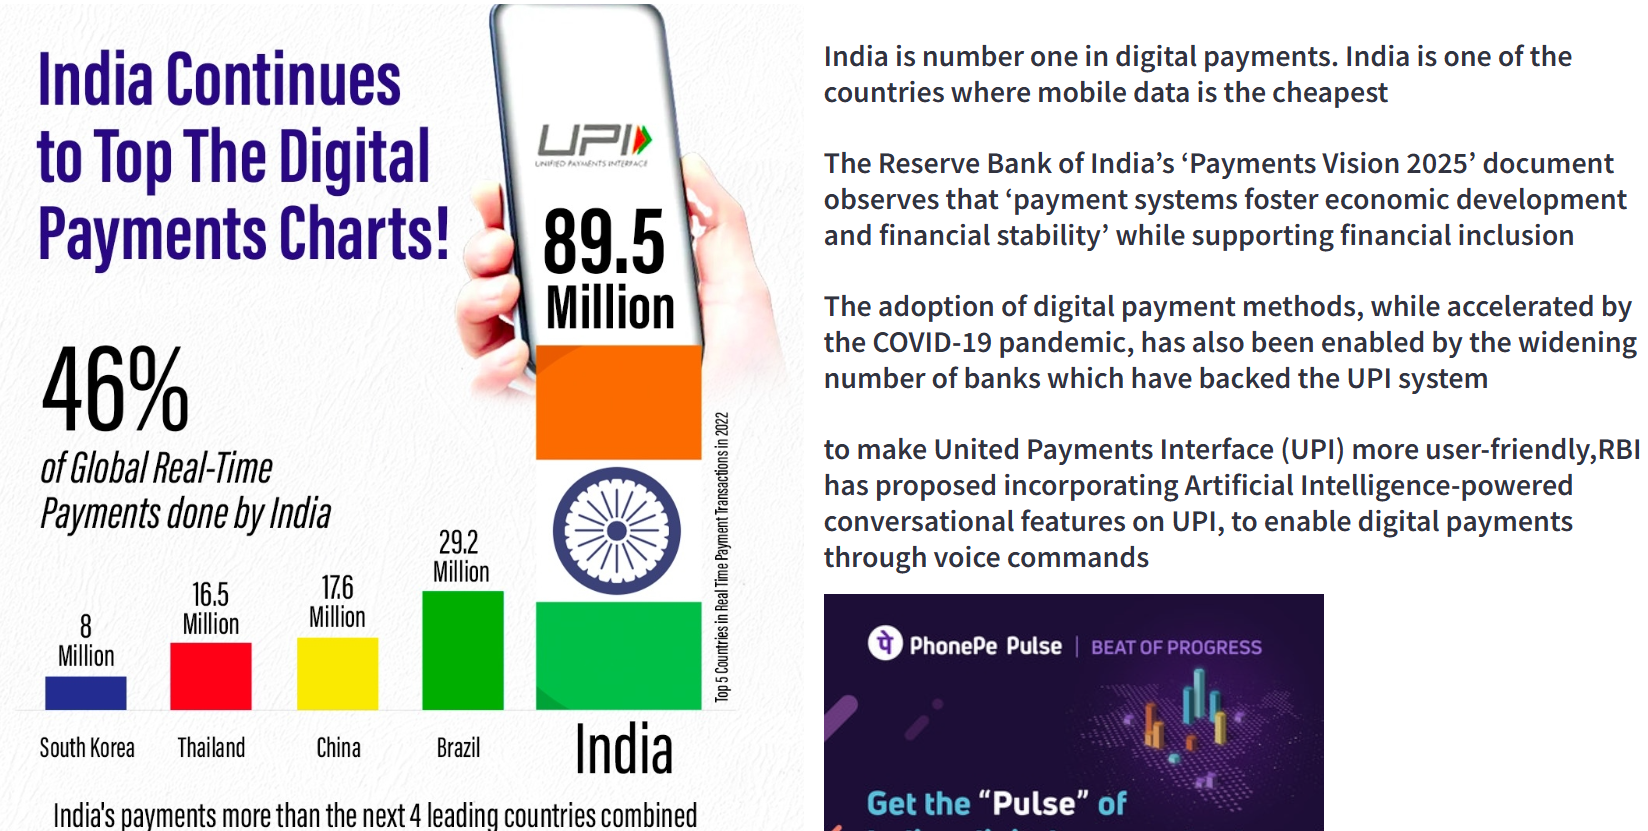 India Continues
to Top The Digital
Payments Charts!
UPI
UNIFIED PAYMENTS INTERFACE
89.5
Million
46%
of Global Real-Time
Payments done by India
8
Million
16.5
Million
17.6
Million
29.2
Million
Top 5 Countries in Real Time Payment Transactions in 2022
South Korea
Thailand
China
Brazil
India
India's payments more than the next 4 leading countries combined
India is number one in digital payments. India is one of the
countries where mobile data is the cheapest
The Reserve Bank of India’s ‘Payments Vision 2025’ document
observes that ‘payment systems foster economic development
and financial stability’ while supporting financial inclusion
The adoption of digital payment methods, while accelerated by
the COVID-19 pandemic, has also been enabled by the widening
number of banks which have backed the UPI system
to make United Payments Interface (UPI) more user-friendly,RBI
has proposed incorporating Artificial Intelligence-powered
conversational features on UPI, to enable digital payments
through voice commands
पे PhonePe Pulse | BEAT OF PROGRESS
Get the “Pulse” of